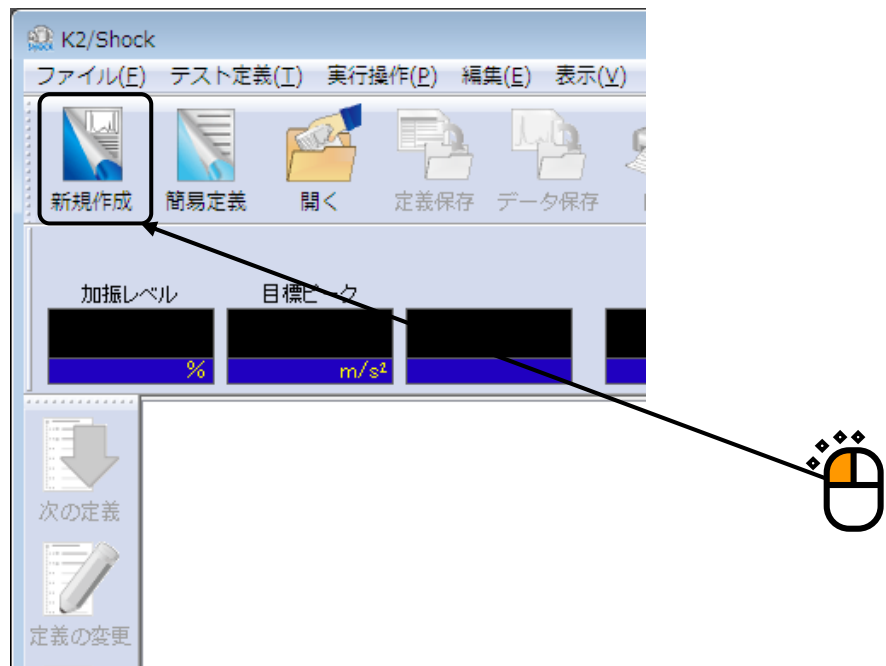 K2/Shock
ファイル(F) テスト定義(T) 実行操作(P) 編集(E) 表示(V)
新規作成 簡易定義 開く 定義保存 データ保存
加振レベル 目標ピーク
% m/s²
次の定義
定義の変更